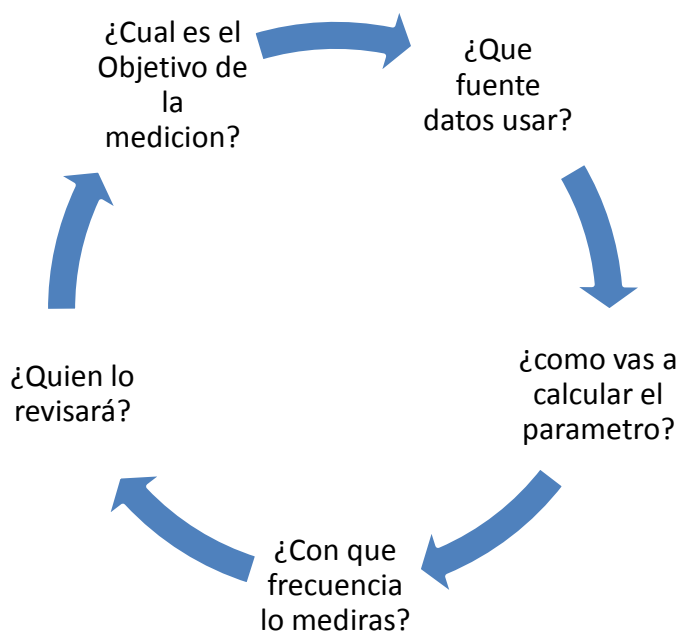 ¿Cual es el
Objetivo de
la
medicion?
¿Que
fuente
datos usar?
¿como vas a
calcular el
parametro?
¿Con que
frecuencia
lo mediras?
¿Quien lo
revisará?